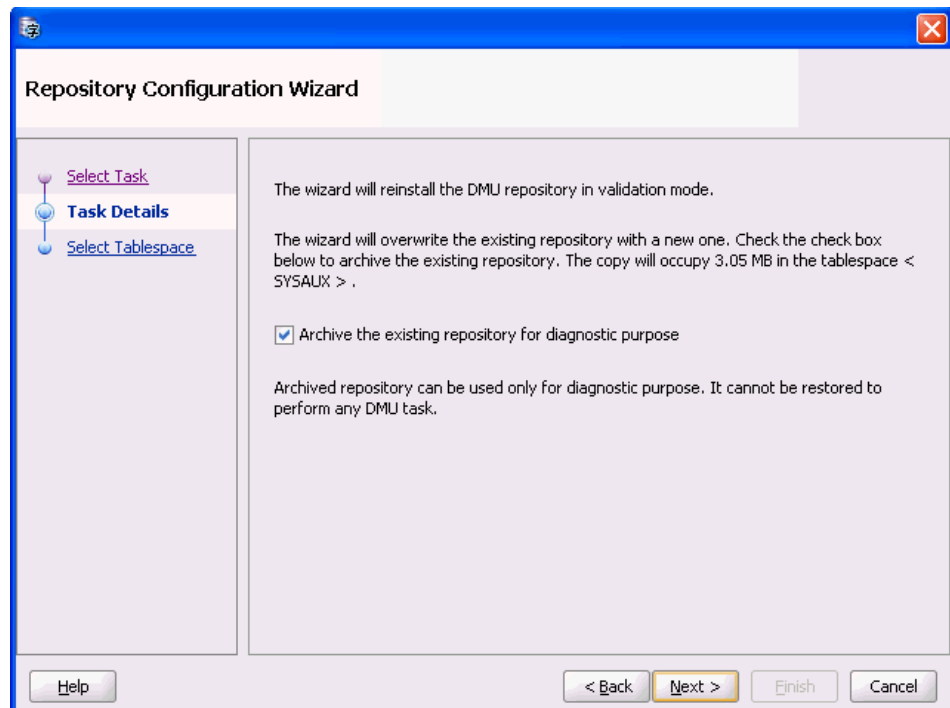 字
Repository Configuration Wizard
Select Task
Task Details
Select Tablespace
The wizard will reinstall the DMU repository in validation mode.
The wizard will overwrite the existing repository with a new one. Check the check box
below to archive the existing repository. The copy will occupy 3.05 MB in the tablespace <
SYSAUX > .
Archive the existing repository for diagnostic purpose
Archived repository can be used only for diagnostic purpose. It cannot be restored to
perform any DMU task.
Help
< Back
Next >
Finish
Cancel